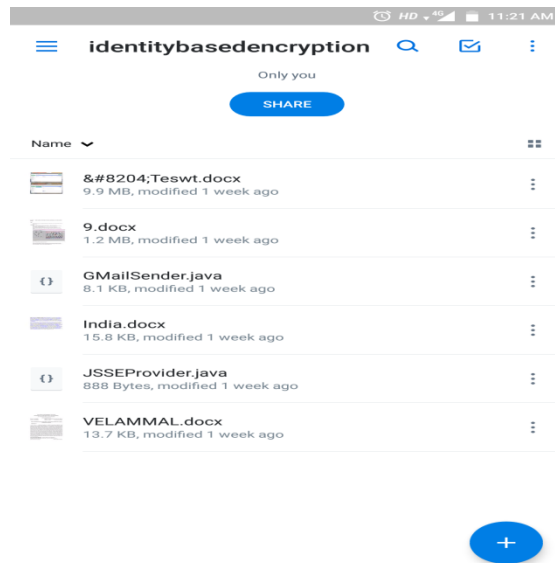 HD 4G 11:21 AM
identitybasedencryption
Only you
SHARE
Name
&#8204;Teswt.docx
9.9 MB, modified 1 week ago
9.docx
1.2 MB, modified 1 week ago
{} GMailSender.java
8.1 KB, modified 1 week ago
India.docx
15.8 KB, modified 1 week ago
{} JSSEProvider.java
888 Bytes, modified 1 week ago
VELAMMAL.docx
13.7 KB, modified 1 week ago